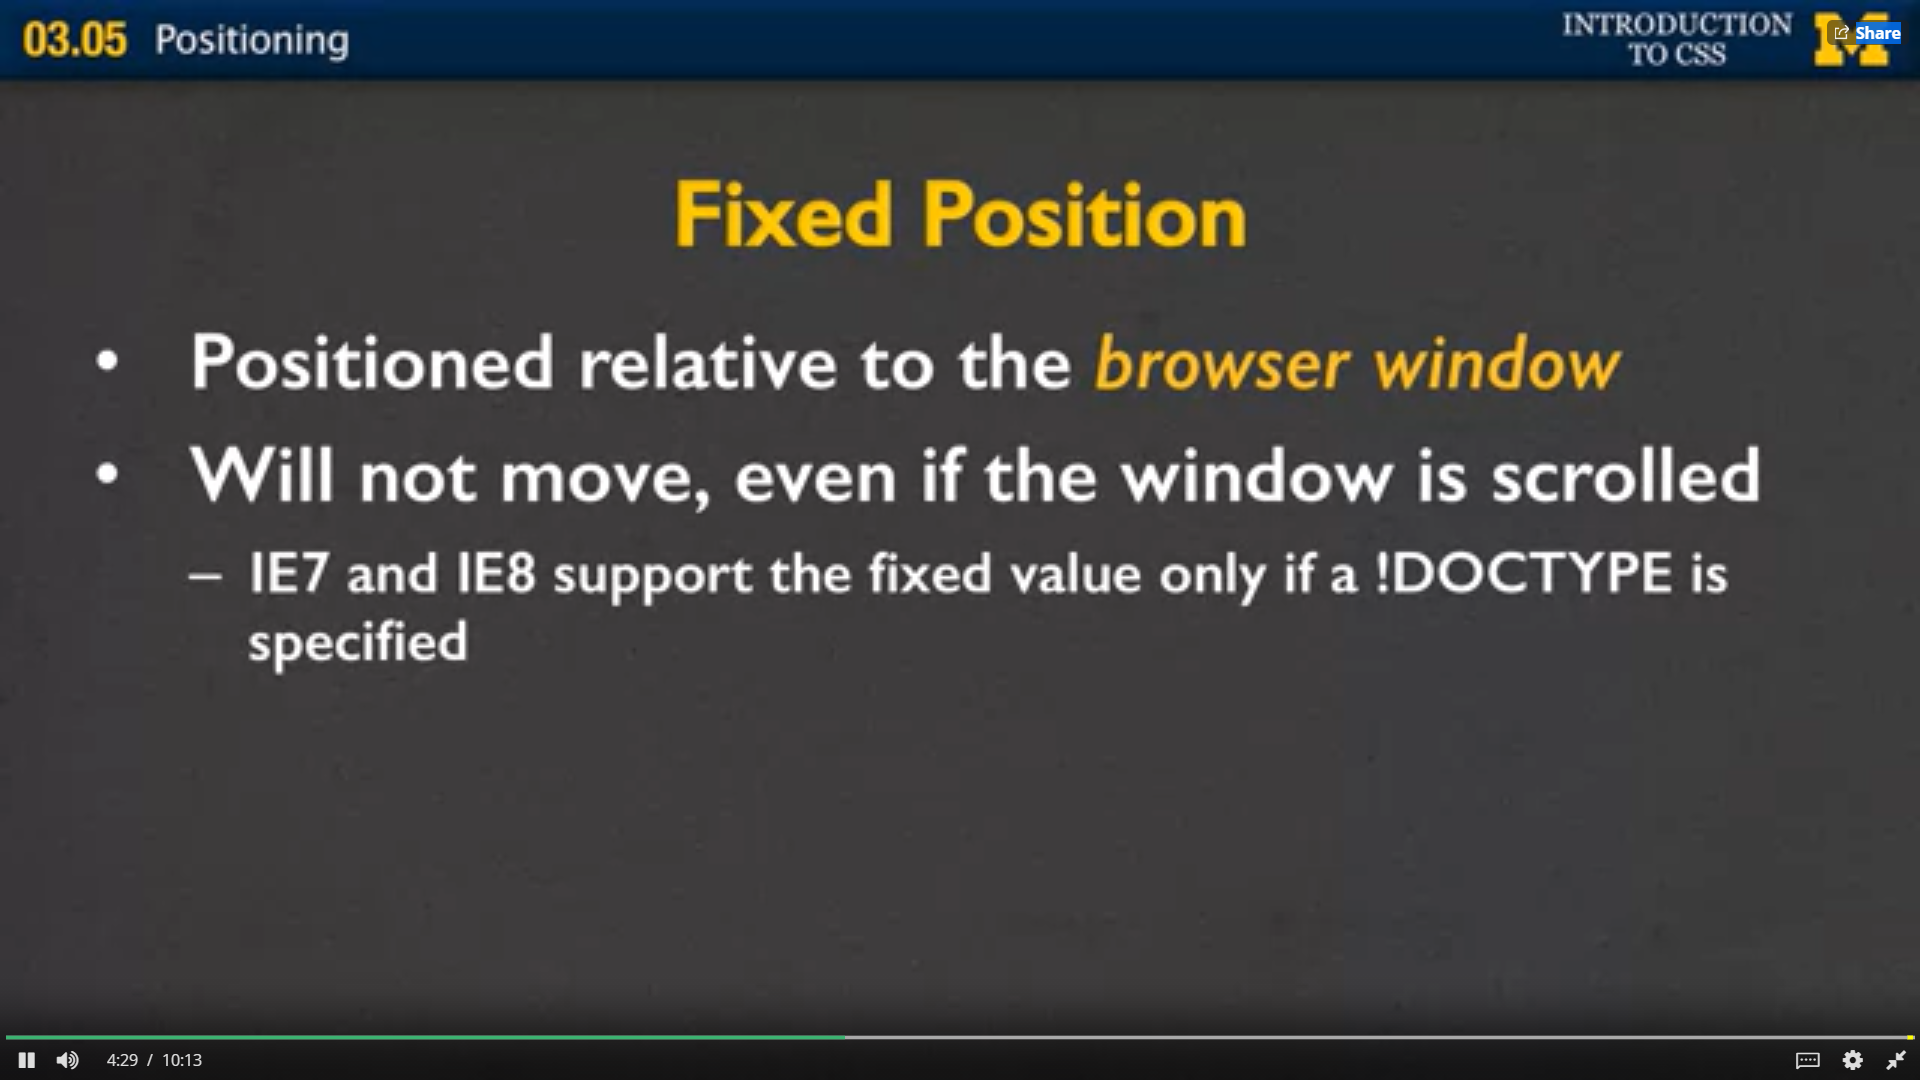 03.05 Positioning
INTRODUCTION
TO CSS
Share
Fixed Position
• Positioned relative to the browser window
• Will not move, even if the window is scrolled
– IE7 and IE8 support the fixed value only if a !DOCTYPE is
specified
4:29 / 10:13